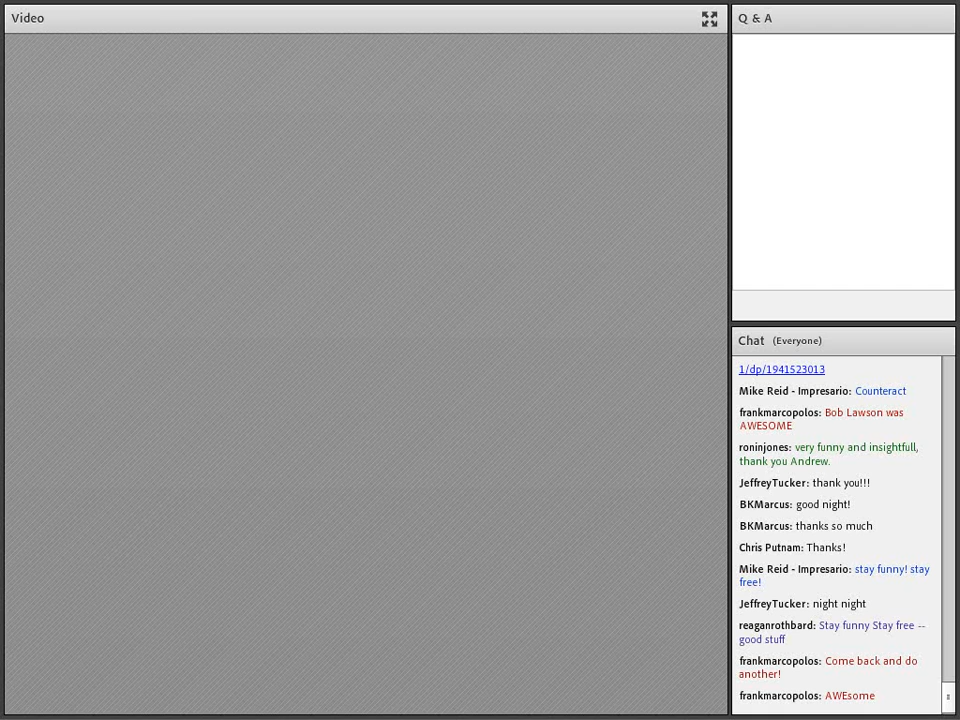 Video
Q & A
Chat (Everyone)
1/dp/1941523013
Mike Reid - Impresario: Counteract
frankmarcopolos: Bob Lawson was
AWESOME
roninjones: very funny and insightfull,
thank you Andrew.
JeffreyTucker: thank you!!!
BKMarcus: good night!
BKMarcus: thanks so much
Chris Putnam: Thanks!
Mike Reid - Impresario: stay funny! stay
free!
JeffreyTucker: night night
reaganrothbard: Stay funny Stay free --
good stuff
frankmarcopolos: Come back and do
another!
frankmarcopolos: AWEsome